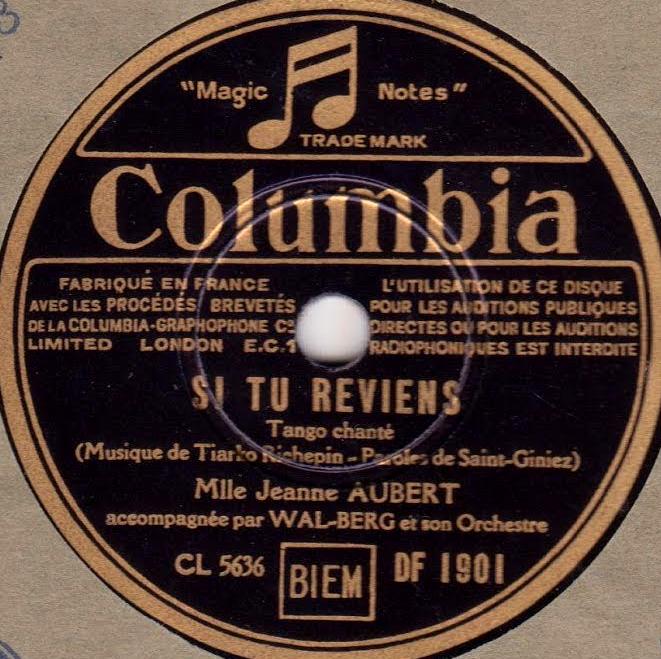 "Magic Notes"
TRADE MARK
Columbia
FABRIQUÉ EN FRANCE
AVEC LES PROCÉDÉS BREVETÉS
DE LA COLUMBIA-GRAPHOPHONE Cº
LIMITED LONDON E.C.1
L'UTILISATION DE CE DISQUE
POUR LES AUDITIONS PUBLIQUES
DIRECTES OU POUR LES AUDITIONS
RADIOPHONIQUES EST INTERDITE
SI TU REVIENS
Tango chanté
(Musique de Tiarko Richepin - Paroles de Saint-Giniez)
Mlle Jeanne AUBERT
accompagnée par WAL-BERG et son Orchestre
CL 5636 BIEM DF 1901